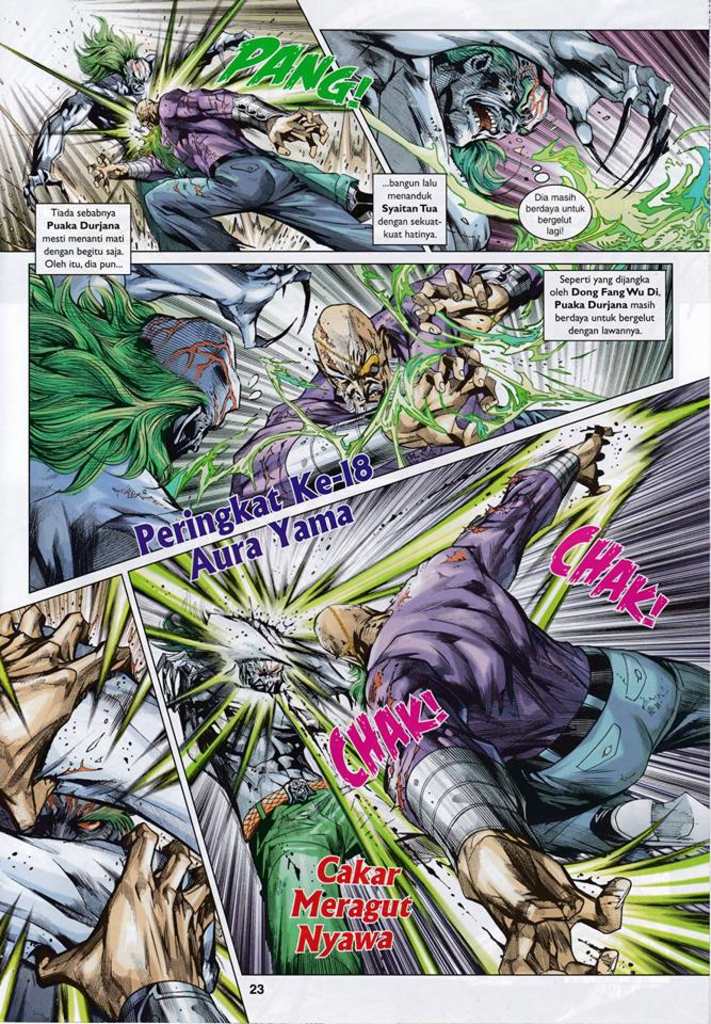 PANG!
Tiada sebabnya
Puaka Durjana
mesti menanti mati
dengan begitu saja.
Oleh itu, dia pun...
...bangun lalu
menanduk
Syaitan Tua
dengan sekuat-
kuat hatinya.
Dia masih
berdaya untuk
bergelut
lagi!
Seperti yang dijangka
oleh Dong Fang Wu Di,
Puaka Durjana masih
berdaya untuk bergelut
dengan lawannya.
Peringkat Ke-18
Aura Yama
CHAK!
CHAK!
Cakar
Meragut
Nyawa
23